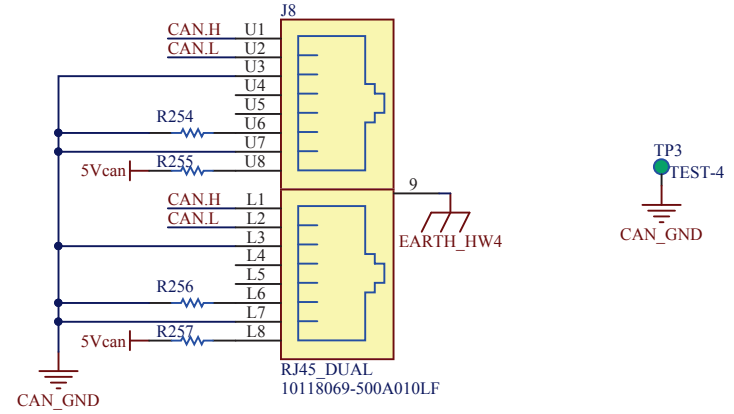 J8
CAN.H U1
CAN.L U2
U3
U4
U5
R254 U6
U7
R255 U8
5Vcan
CAN.H L1
CAN.L L2
L3
L4
L5
R256 L6
L7
R257 L8
5Vcan
9
EARTH_HW4
CAN_GND
RJ45_DUAL
10118069-500A010LF
TP3
TEST-4
CAN_GND